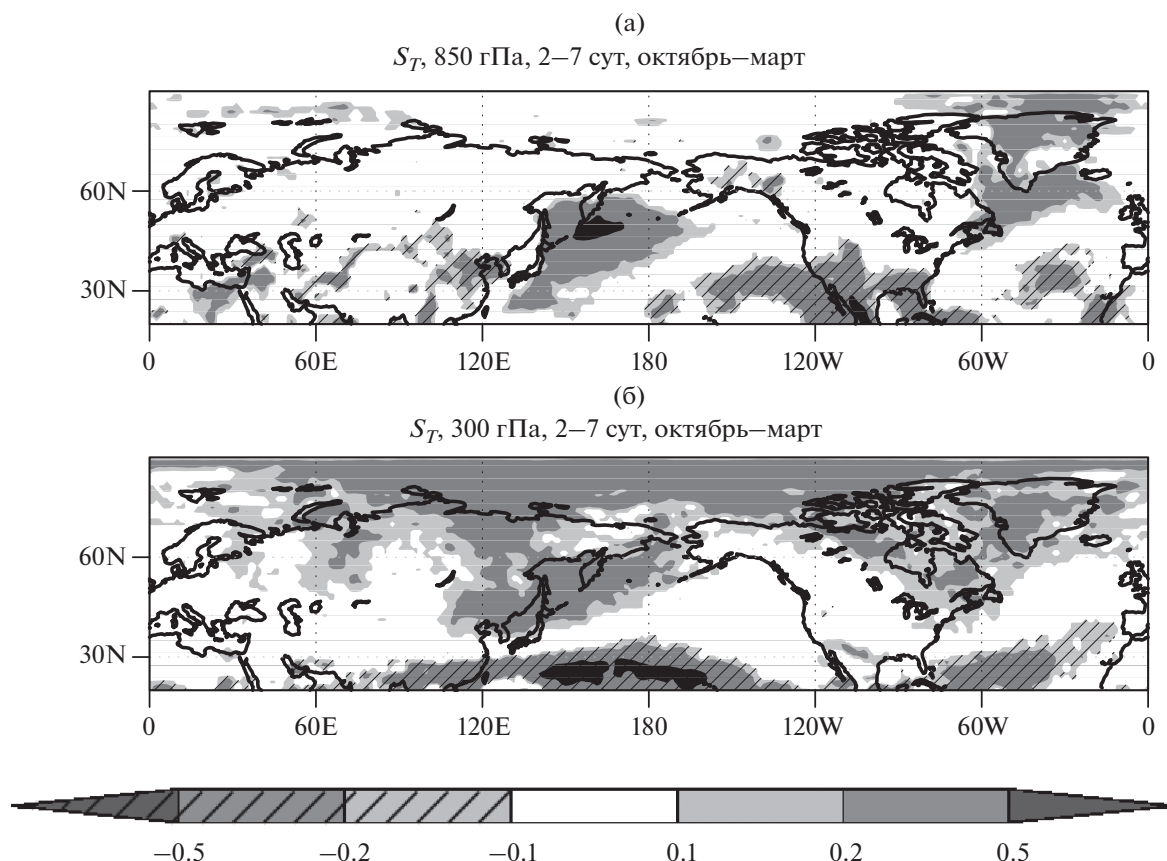 (а)
S_T, 850 гПа, 2–7 сут, октябрь–март
60N
30N
0 60E 120E 180 120W 60W 0
(б)
S_T, 300 гПа, 2–7 сут, октябрь–март
60N
30N
0 60E 120E 180 120W 60W 0
−0.5 −0.2 −0.1 0.1 0.2 0.5